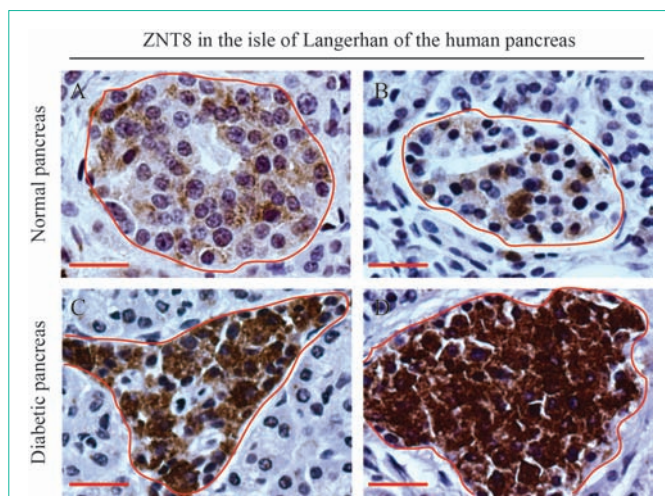 ZNT8 in the isle of Langerhan of the human pancreas
Normal pancreas
A
B
Diabetic pancreas
C
D